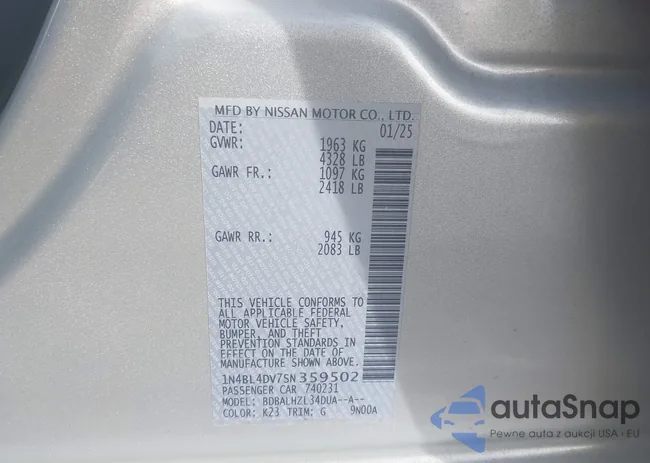 MFD BY NISSAN MOTOR CO., LTD.
DATE: 01/25
GVWR: 1963 KG
4328 LB
GAWR FR.: 1097 KG
2418 LB
GAWR RR.: 945 KG
2083 LB
THIS VEHICLE CONFORMS TO
ALL APPLICABLE FEDERAL
MOTOR VEHICLE SAFETY,
BUMPER, AND THEFT
PREVENTION STANDARDS IN
EFFECT ON THE DATE OF
MANUFACTURE SHOWN ABOVE.
1N4BL4DV7SN359502
PASSENGER CAR 740231
MODEL: BDBALHZL34DUA--A--
COLOR: K23 TRIM: G 9N00A
autoSnap
Pewne auta z aukcji USA i EU